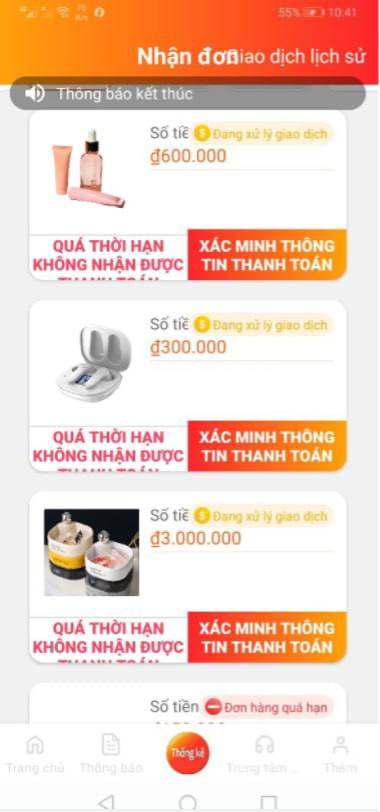 55% 10:41
Nhận đơn Giao dịch lịch sử
Thông báo kết thúc
Số tiề Đang xử lý giao dịch
₫600.000
QUÁ THỜI HẠN
KHÔNG NHẬN ĐƯỢC
THANH TOÁN
XÁC MINH THÔNG
TIN THANH TOÁN
Số tiề Đang xử lý giao dịch
₫300.000
QUÁ THỜI HẠN
KHÔNG NHẬN ĐƯỢC
THANH TOÁN
XÁC MINH THÔNG
TIN THANH TOÁN
Số tiề Đang xử lý giao dịch
₫3.000.000
QUÁ THỜI HẠN
KHÔNG NHẬN ĐƯỢC
THANH TOÁN
XÁC MINH THÔNG
TIN THANH TOÁN
Số tiền Đơn hàng quá hạn
Trang chủ
Thông báo
Thống kê
Trung tâm ...
Thêm